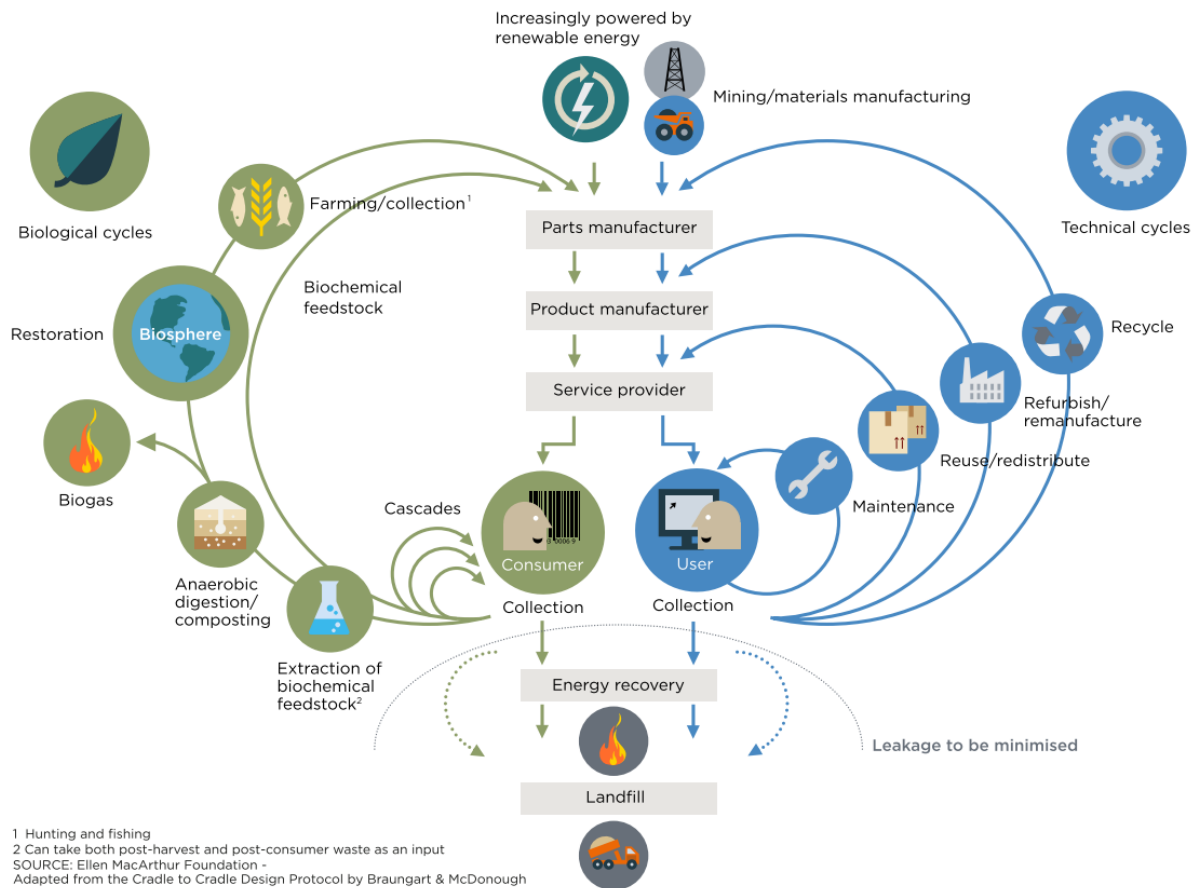 Increasingly powered by
renewable energy
Mining/materials manufacturing
Biological cycles
Technical cycles
Farming/collection¹
Parts manufacturer
Biochemical
feedstock
Restoration
Biosphere
Product manufacturer
Recycle
Service provider
Refurbish/
remanufacture
Biogas
Reuse/redistribute
Cascades
Maintenance
0 0006 9
Consumer
User
Anaerobic
digestion/
composting
Collection
Collection
Extraction of
biochemical
feedstock²
Energy recovery
Leakage to be minimised
Landfill
1 Hunting and fishing
2 Can take both post-harvest and post-consumer waste as an input
SOURCE: Ellen MacArthur Foundation -
Adapted from the Cradle to Cradle Design Protocol by Braungart & McDonough